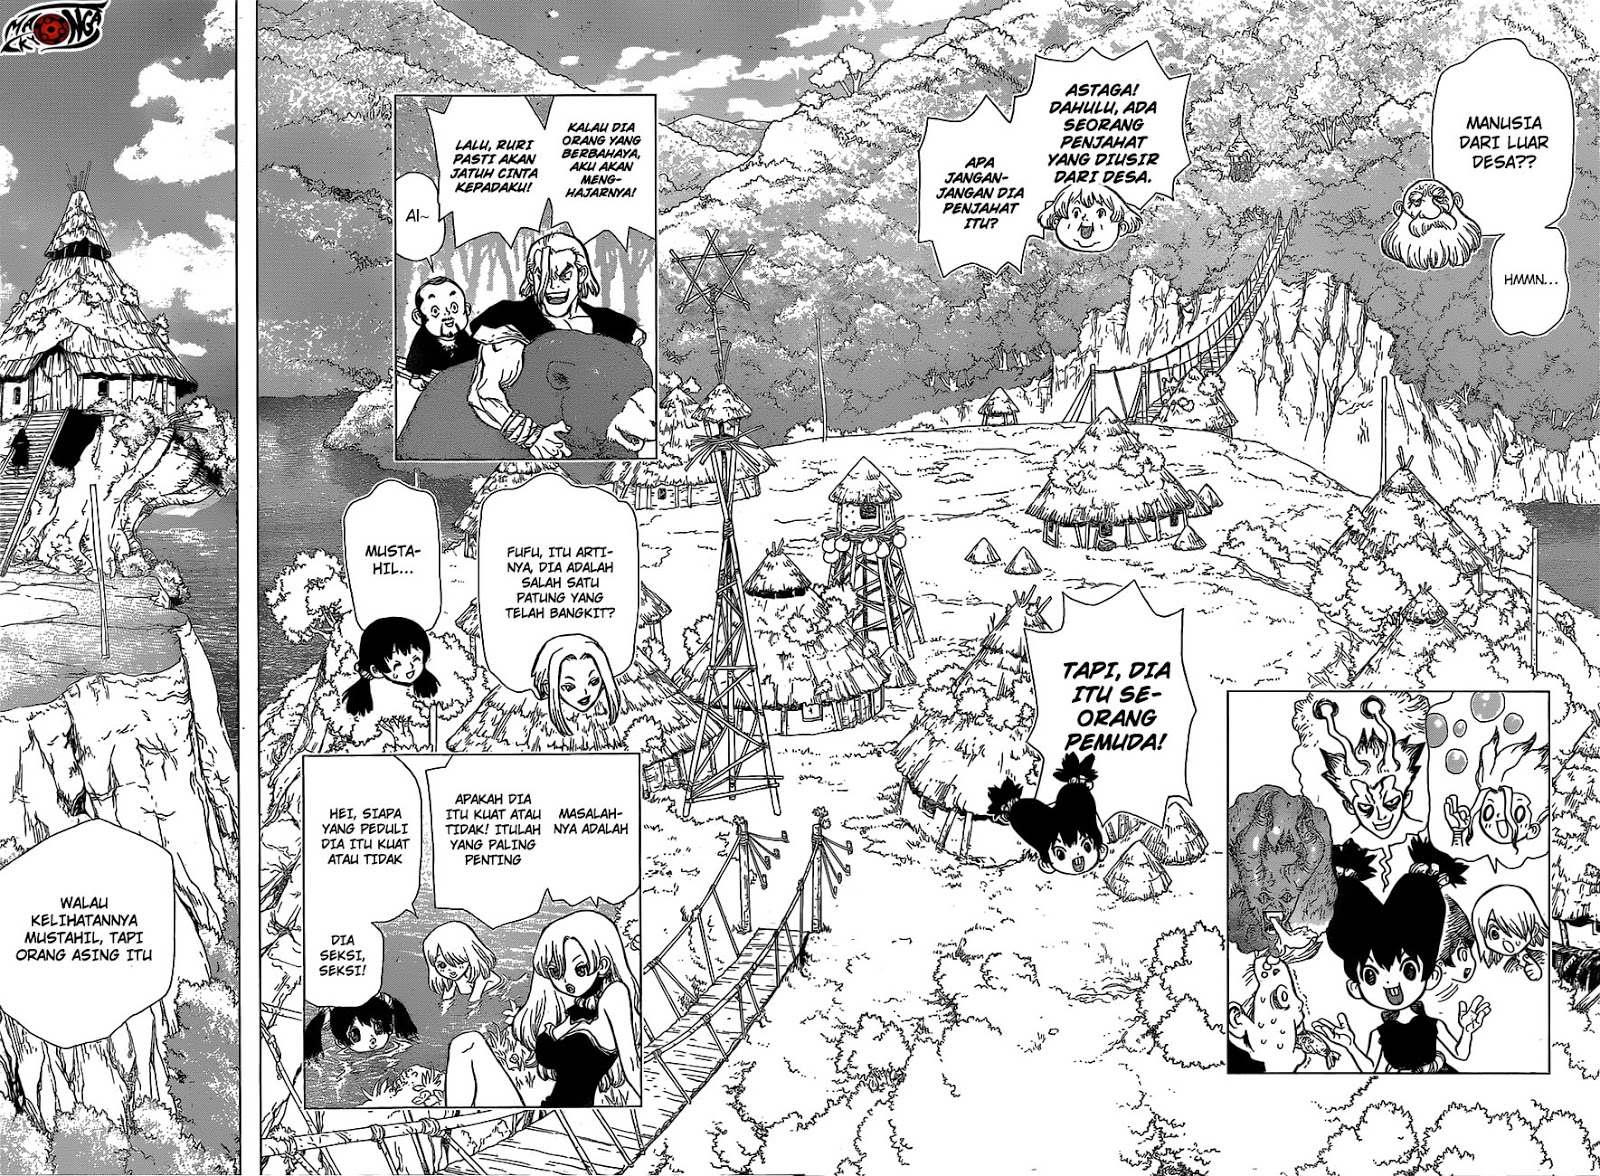 MANGAKU
MANUSIA
DARI LUAR
DESA??
HMMN...
ASTAGA!
DAHULU, ADA
SEORANG
PENJAHAT
YANG DIUSIR
DARI DESA.
APA
JANGAN-
JANGAN DIA
PENJAHAT
ITU?
TAPI, DIA
ITU SE-
ORANG
PEMUDA!
KALAU DIA
ORANG YANG
BERBAHAYA,
AKU AKAN
MENG-
HAJARNYA!
LALU, RURI
PASTI AKAN
JATUH CINTA
KEPADAKU!
AI~
FUFU, ITU ARTI-
NYA, DIA ADALAH
SALAH SATU
PATUNG YANG
TELAH BANGKIT?
MUSTA-
HIL...
MASALAH-
NYA ADALAH
APAKAH DIA
ITU KUAT ATAU
TIDAK! ITULAH
YANG PALING
PENTING
HEI, SIAPA
YANG PEDULI
DIA ITU KUAT
ATAU TIDAK
DIA
SEKSI,
SEKSI!
WALAU
KELIHATANNYA
MUSTAHIL, TAPI
ORANG ASING ITU